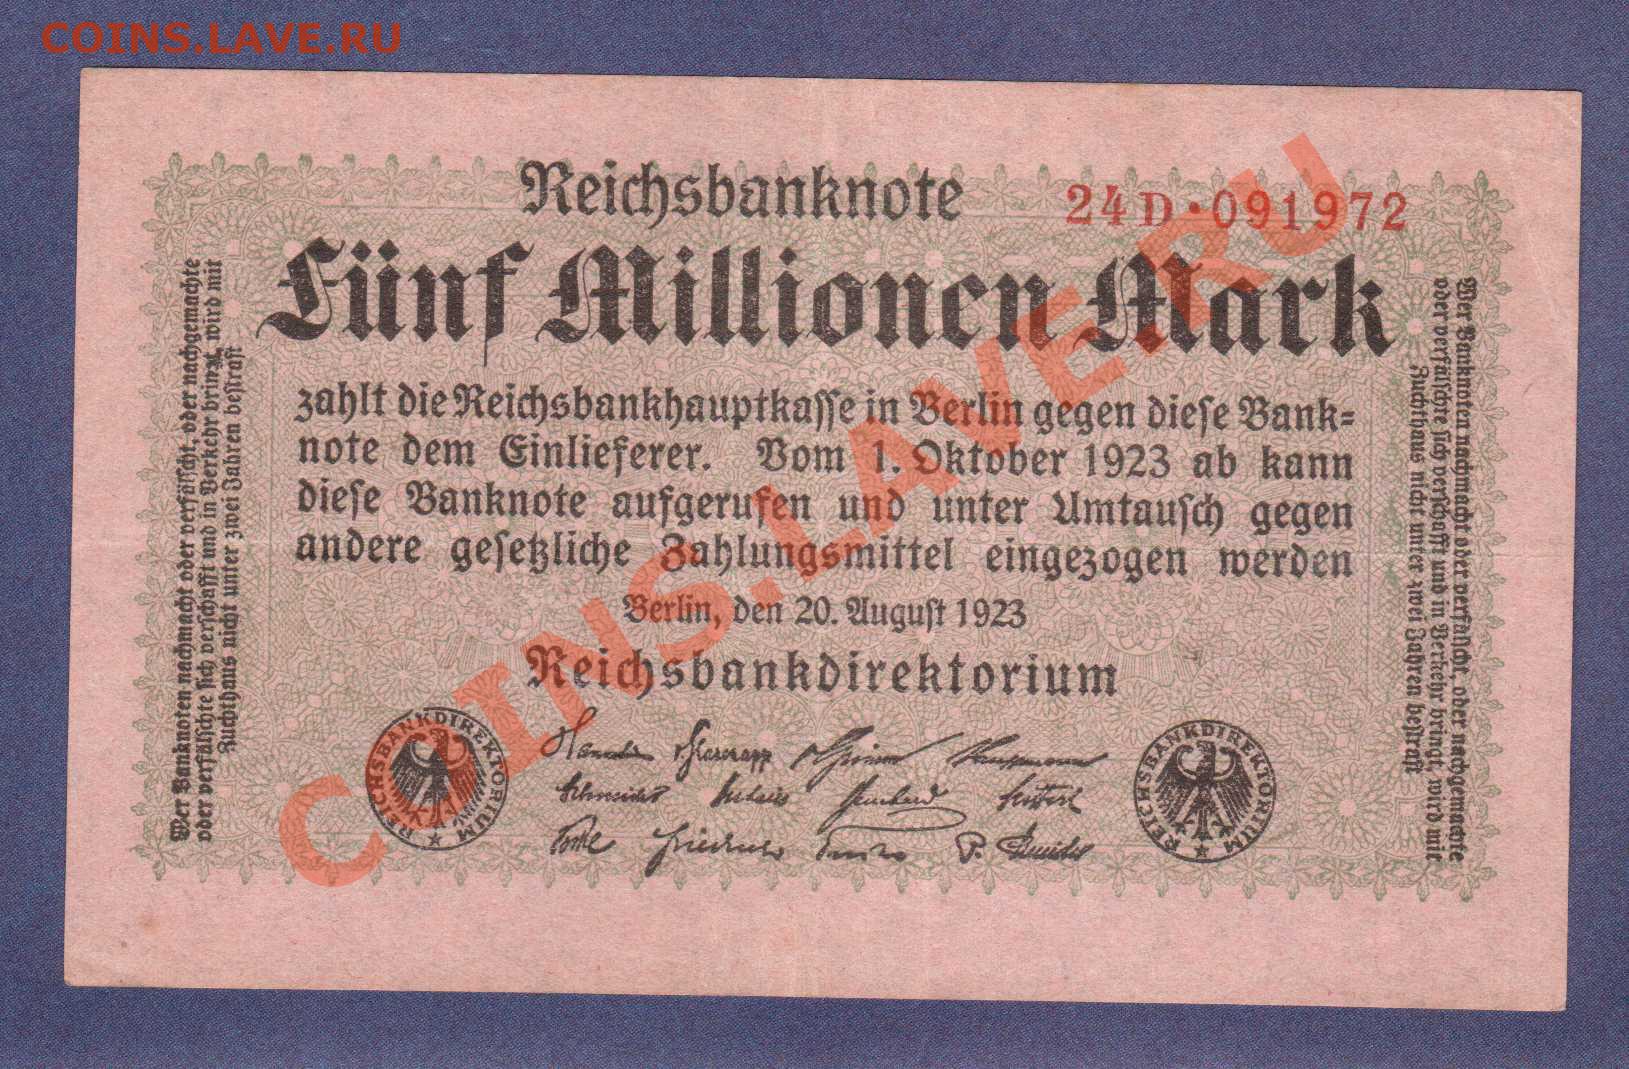 COINS.LAVE.RU
Reichsbanknote
24D·091972
Fünf Millionen Mark
zahlt die Reichsbankhauptkasse in Berlin gegen diese Bank=
note dem Einlieferer. Vom 1. Oktober 1923 ab kann
diese Banknote aufgerufen und unter Umtausch gegen
andere gesetzliche Zahlungsmittel eingezogen werden
Berlin, den 20. August 1923
Reichsbankdirektorium
Wer Banknoten nachmacht oder verfälscht, oder nachgemachte
oder verfälschte sich verschafft und in Verkehr bringt, wird mit
Zuchthaus nicht unter zwei Jahren bestraft
Wer Banknoten nachmacht oder verfälscht, oder nachgemachte
oder verfälschte sich verschafft und in Verkehr bringt, wird mit
Zuchthaus nicht unter zwei Jahren bestraft
REICHSBANKDIREKTORIUM
REICHSBANKDIREKTORIUM
Schneider
P. Schneider
COINS.LAVE.RU